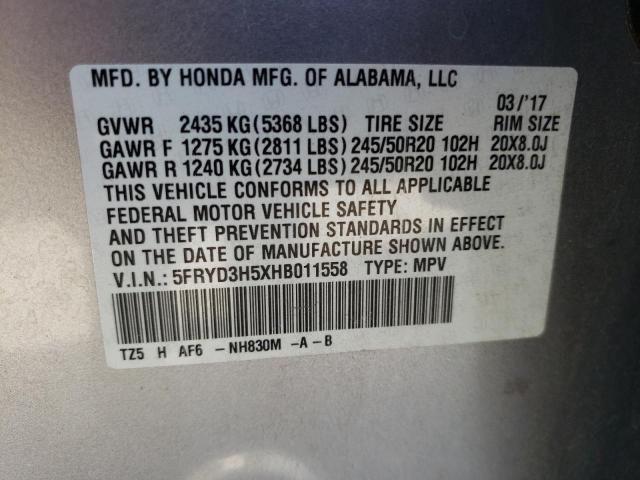 MFD. BY HONDA MFG. OF ALABAMA, LLC
03/'17
GVWR 2435 KG(5368 LBS) TIRE SIZE RIM SIZE
GAWR F 1275 KG(2811 LBS)245/50R20 102H 20X8.0J
GAWR R 1240 KG(2734 LBS)245/50R20 102H 20X8.0J
THIS VEHICLE CONFORMS TO ALL APPLICABLE
FEDERAL MOTOR VEHICLE SAFETY
AND THEFT PREVENTION STANDARDS IN EFFECT
ON THE DATE OF MANUFACTURE SHOWN ABOVE.
V.I.N.: 5FRYD3H5XHB011558 TYPE: MPV
TZ5 H AF6 -NH830M -A-B